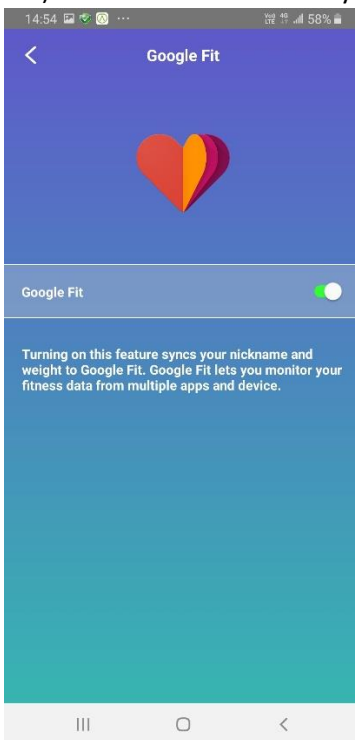 14:54 ... 58%
Google Fit
Google Fit
Turning on this feature syncs your nickname and
weight to Google Fit. Google Fit lets you monitor your
fitness data from multiple apps and device.